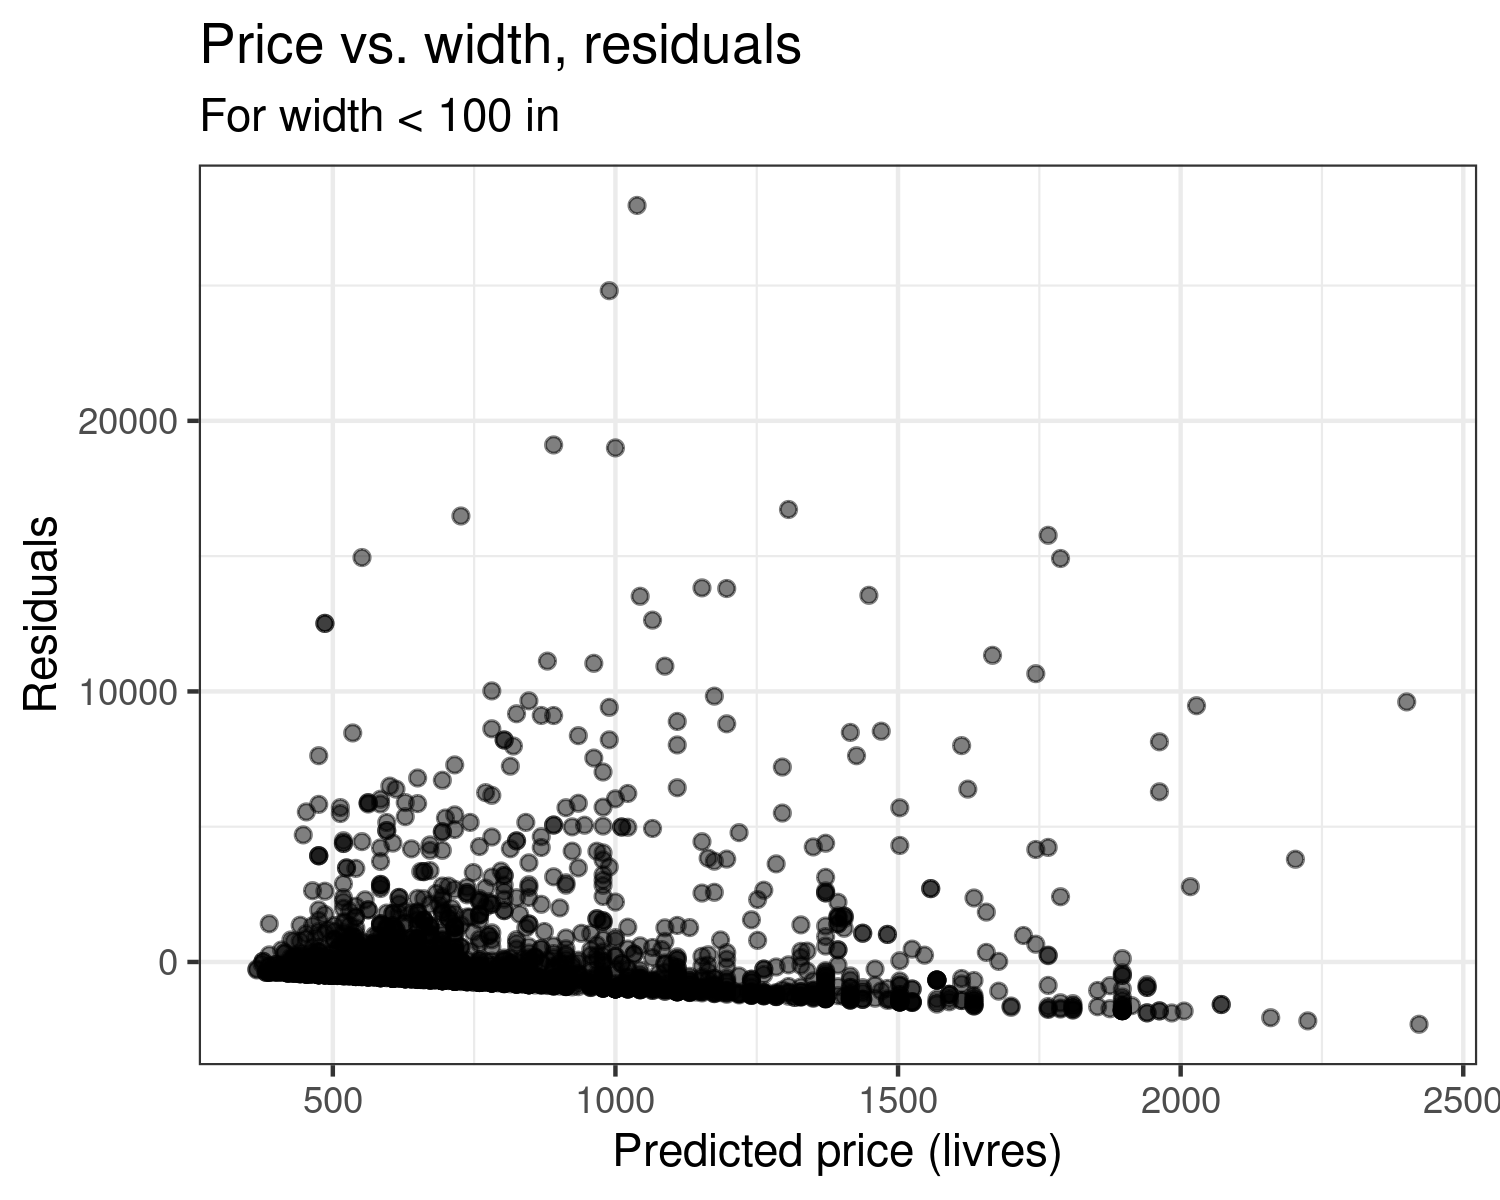 Price vs. width, residuals
For width < 100 in
Residuals
20000
10000
0
500 1000 1500 2000 2500
Predicted price (livres)